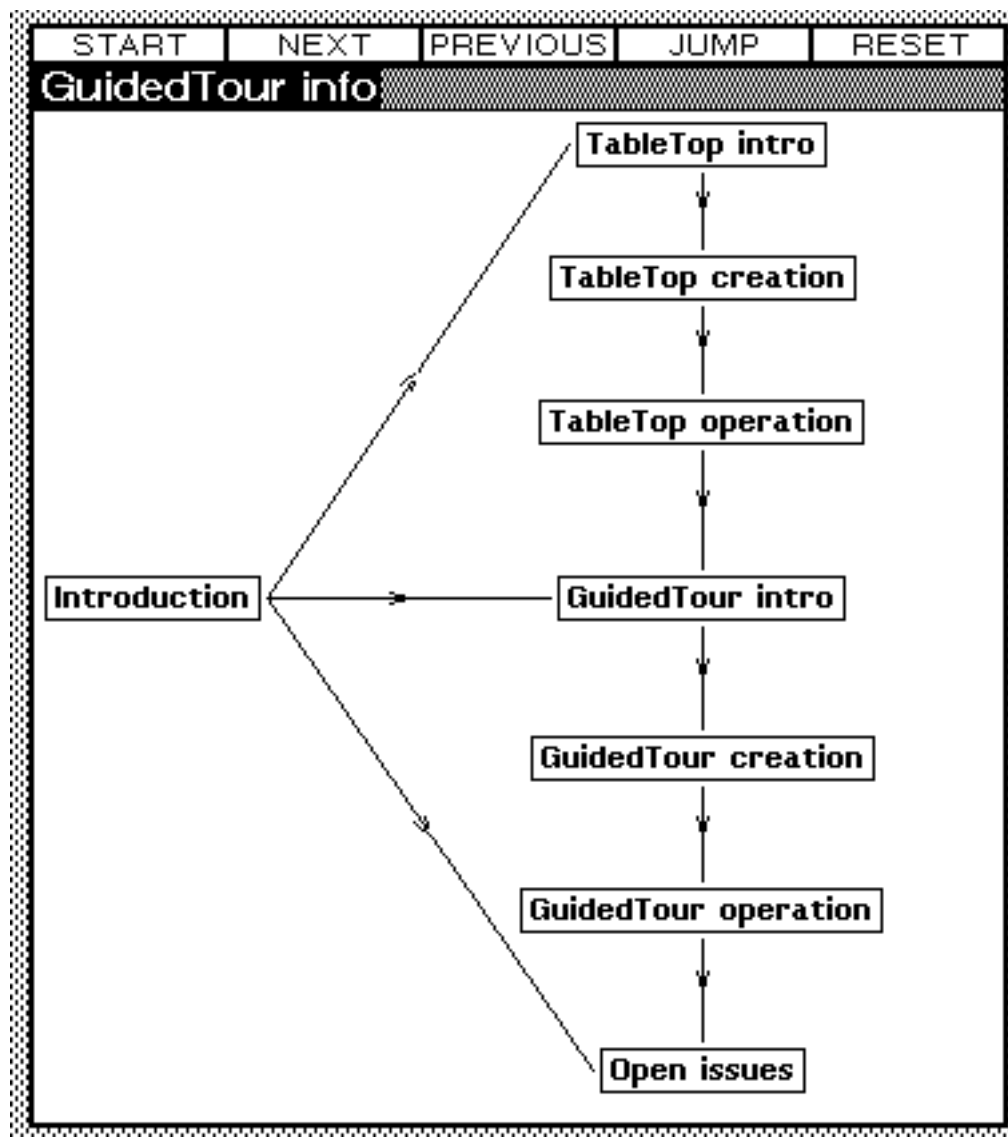 START NEXT PREVIOUS JUMP RESET
GuidedTour info
TableTop intro
TableTop creation
TableTop operation
Introduction
GuidedTour intro
GuidedTour creation
GuidedTour operation
Open issues